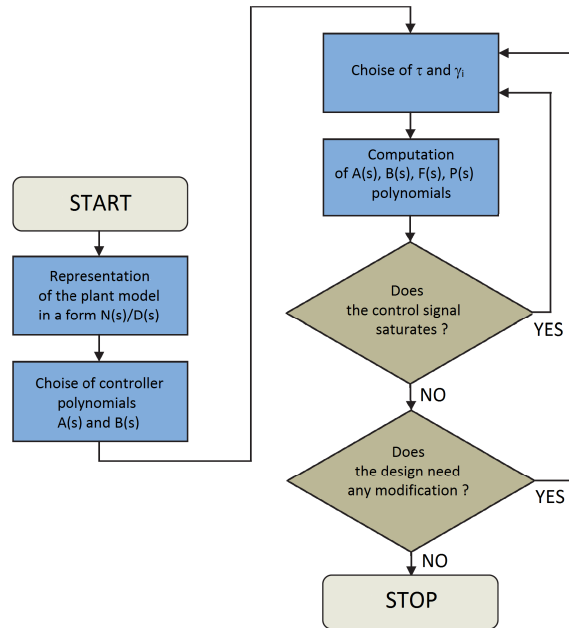 START
Representation
of the plant model
in a form N(s)/D(s)
Choise of controller
polynomials
A(s) and B(s)
Choise of τ and γi
Computation
of A(s), B(s), F(s), P(s)
polynomials
Does
the control signal
saturates ?
YES
NO
Does
the design need
any modification ?
YES
NO
STOP